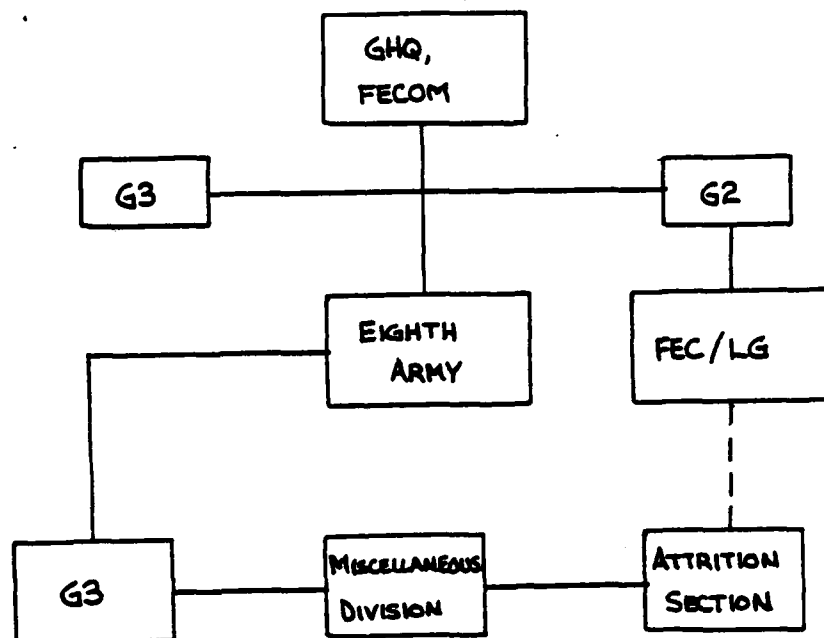 GHQ,
FECOM
G3
G2
EIGHTH
ARMY
FEC/LG
G3
MISCELLANEOUS
DIVISION
ATTRITION
SECTION